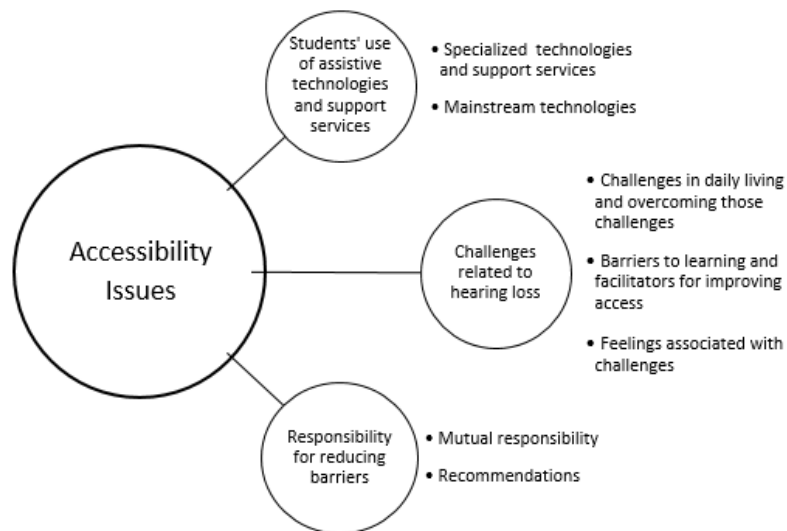 Accessibility
Issues
Students' use
of assistive
technologies
and support
services
• Specialized technologies
and support services
• Mainstream technologies
Challenges
related to
hearing loss
• Challenges in daily living
and overcoming those
challenges
• Barriers to learning and
facilitators for improving
access
• Feelings associated with
challenges
Responsibility
for reducing
barriers
• Mutual responsibility
• Recommendations